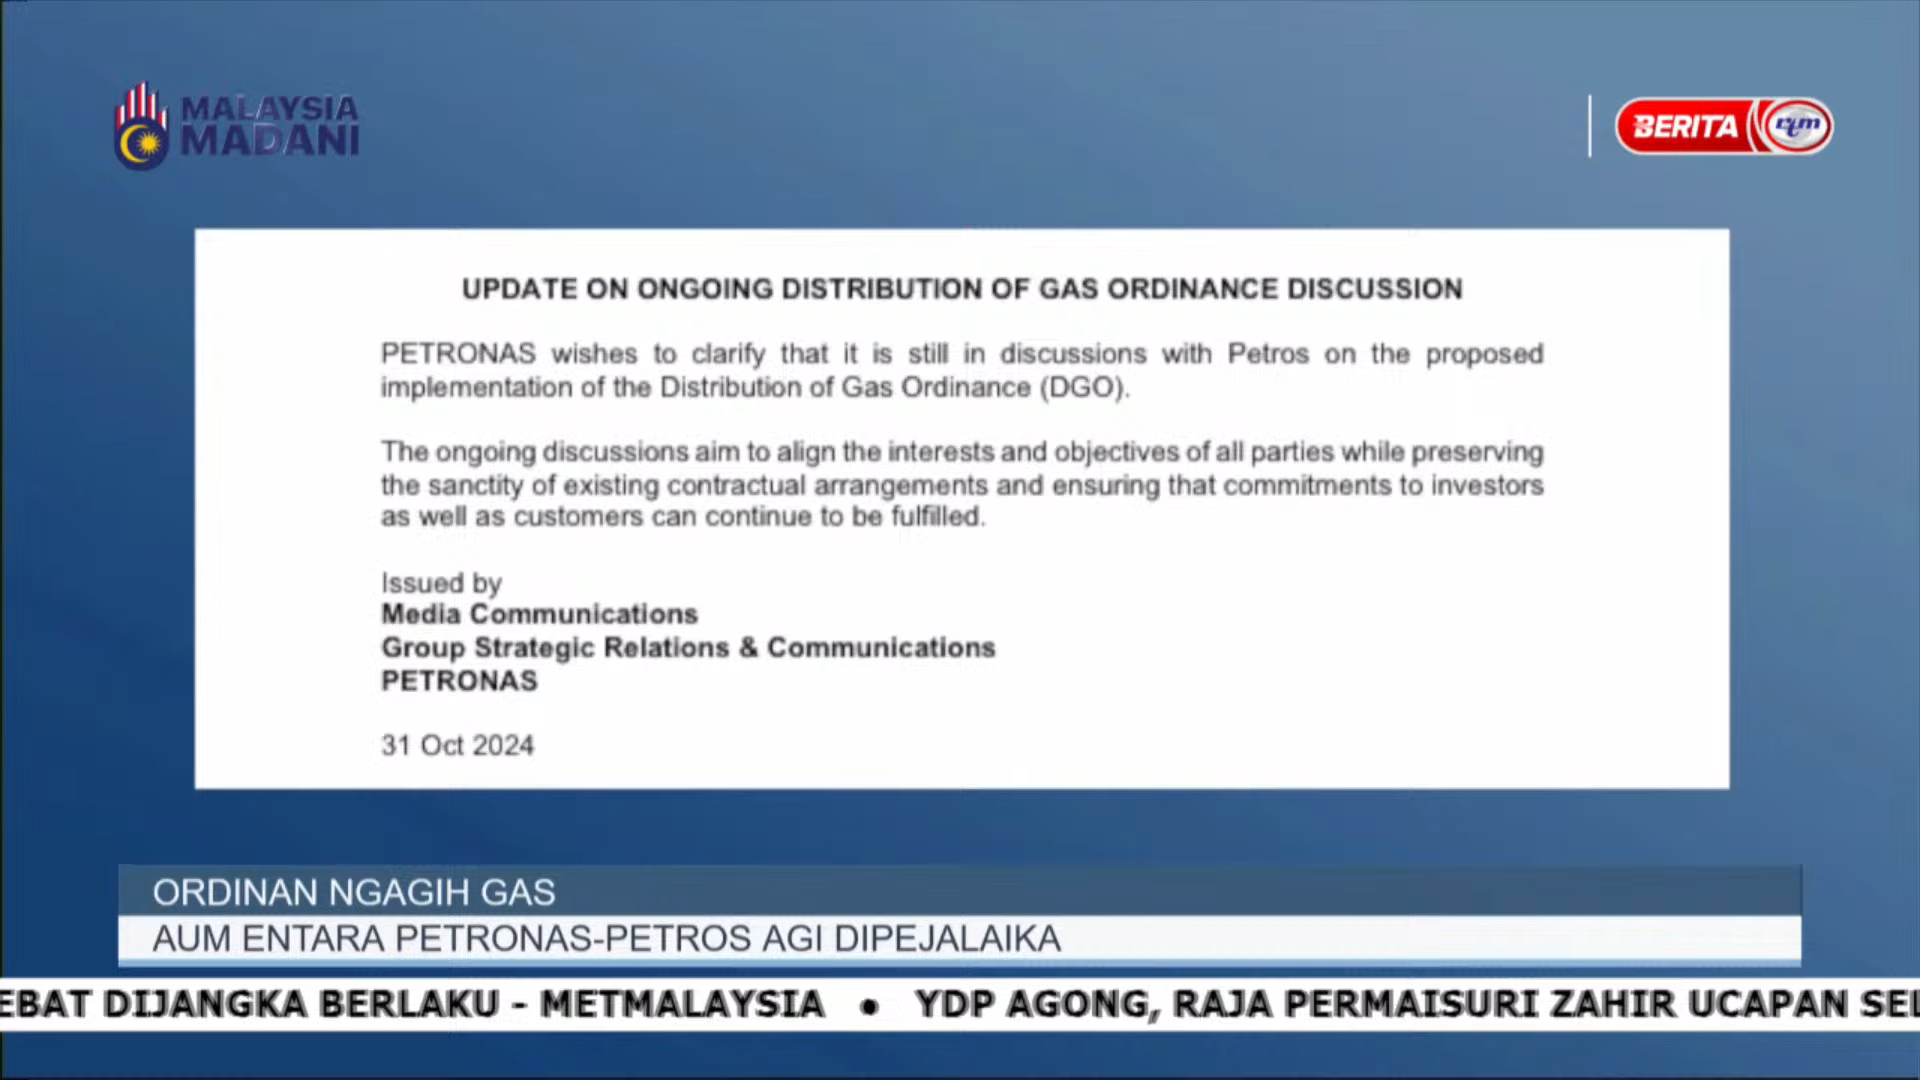 MALAYSIA
MADANI
BERITA rtm
UPDATE ON ONGOING DISTRIBUTION OF GAS ORDINANCE DISCUSSION
PETRONAS wishes to clarify that it is still in discussions with Petros on the proposed
implementation of the Distribution of Gas Ordinance (DGO).
The ongoing discussions aim to align the interests and objectives of all parties while preserving
the sanctity of existing contractual arrangements and ensuring that commitments to investors
as well as customers can continue to be fulfilled.
Issued by
Media Communications
Group Strategic Relations & Communications
PETRONAS
31 Oct 2024
ORDINAN NGAGIH GAS
AUM ENTARA PETRONAS-PETROS AGI DIPEJALAIKA
EBAT DIJANGKA BERLAKU - METMALAYSIA • YDP AGONG, RAJA PERMAISURI ZAHIR UCAPAN SEL